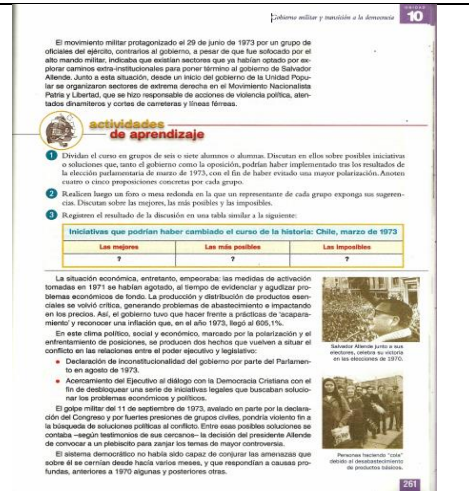 UNIDAD
Gobierno militar y transición a la democracia
10
El movimiento militar protagonizado el 29 de junio de 1973 por un grupo de
oficiales del ejército, contrarios al gobierno, a pesar de que fue sofocado por el
alto mando militar, indicaba que existían sectores que ya habían optado por ex-
plorar caminos extra-institucionales para poner término al gobierno de Salvador
Allende. Junto a esta situación, desde un inicio del gobierno de la Unidad Popu-
lar se organizaron sectores de extrema derecha en el Movimiento Nacionalista
Patria y Libertad, que se hizo responsable de acciones de violencia política, aten-
tados dinamiteros y cortes de carreteras y líneas férreas.
actividades
de aprendizaje
1 Dividan el curso en grupos de seis o siete alumnos o alumnas. Discutan en ellos sobre posibles iniciativas
o soluciones que, tanto el gobierno como la oposición, podrían haber implementado tras los resultados de
la elección parlamentaria de marzo de 1973, con el fin de haber evitado una mayor polarización. Anoten
cuatro o cinco proposiciones concretas por cada grupo.
2 Realicen luego un foro o mesa redonda en la que un representante de cada grupo exponga sus sugeren-
cias. Discutan sobre las mejores, las más posibles y las imposibles.
3 Registren el resultado de la discusión en una tabla similar a la siguiente:
Iniciativas que podrían haber cambiado el curso de la historia: Chile, marzo de 1973
Las mejores Las más posibles Las imposibles
? ? ?
La situación económica, entretanto, empeoraba: las medidas de activación
tomadas en 1971 se habían agotado, al tiempo de evidenciar y agudizar pro-
blemas económicos de fondo. La producción y distribución de productos esen-
ciales se volvió crítica, generando problemas de abastecimiento e impactando
en los precios. Así, el gobierno tuvo que hacer frente a prácticas de 'acapara-
miento' y reconocer una inflación que, en el año 1973, llegó al 605,1%.
En este clima político, social y económico, marcado por la polarización y el
enfrentamiento de posiciones, se producen dos hechos que vuelven a situar el
conflicto en las relaciones entre el poder ejecutivo y legislativo:
• Declaración de inconstitucionalidad del gobierno por parte del Parlamen-
to en agosto de 1973.
• Acercamiento del Ejecutivo al diálogo con la Democracia Cristiana con el
fin de desbloquear una serie de iniciativas legales que buscaban solucio-
nar los problemas económicos y políticos.
El golpe militar del 11 de septiembre de 1973, avalado en parte por la declara-
ción del Congreso y por fuertes presiones de grupos civiles, pondría violento fin a
la búsqueda de soluciones políticas al conflicto. Entre esas posibles soluciones se
contaba –según testimonios de sus cercanos– la decisión del presidente Allende
de convocar a un plebiscito para zanjar los temas de mayor controversia.
El sistema democrático no había sido capaz de conjurar las amenazas que
sobre él se cernían desde hacía varios meses, y que respondían a causas pro-
fundas, anteriores a 1970 algunas y posteriores otras.
Salvador Allende junto a sus
electores, celebra su victoria
en las elecciones de 1970.
Personas haciendo "cola"
debido al desabastecimiento
de productos básicos.
261